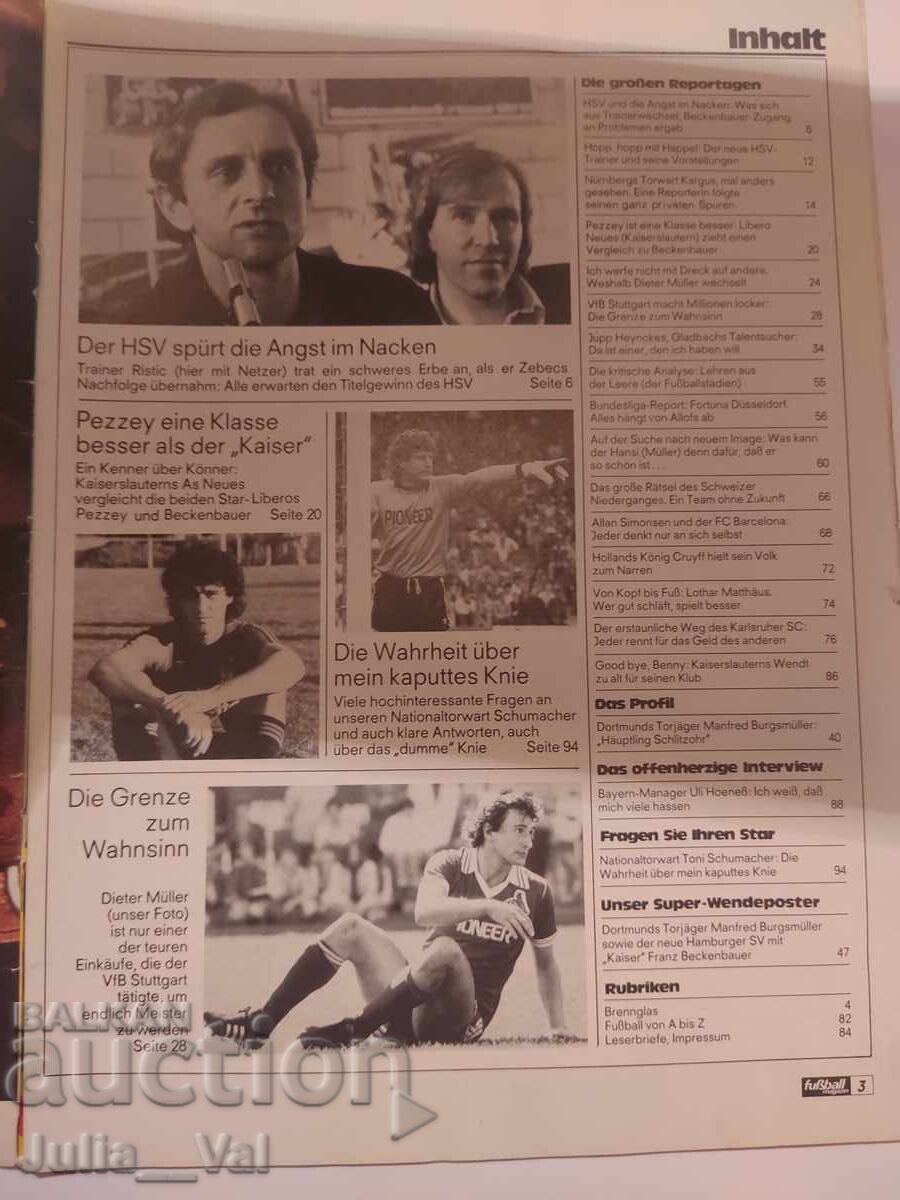 Inhalt
Der HSV spürt die Angst im Nacken
Trainer Ristic (hier mit Netzer) trat ein schweres Erbe an, als er Zebecs
Nachfolge übernahm: Alle erwarten den Titelgewinn des HSV Seite 6
Pezzey eine Klasse
besser als der „Kaiser“
Ein Kenner über Könner:
Kaiserslauterns As Neues
vergleicht die beiden Star-Liberos
Pezzey und Beckenbauer Seite 20
PIONEER
Die Wahrheit über
mein kaputtes Knie
Viele hochinteressante Fragen an
unseren Nationaltorwart Schumacher
und auch klare Antworten, auch
über das „dumme“ Knie Seite 94
Die Grenze
zum
Wahnsinn
Dieter Müller
(unser Foto)
ist nur einer
der teuren
Einkäufe, die der
VfB Stuttgart
tätigte, um
endlich Meister
zu werden
Seite 28
PIONEER
Die großen Reportagen
HSV und die Angst im Nacken: Was sich
aus Trainerwechsel, Beckenbauer-Zugang
an Problemen ergab 6
Hopp, hopp mit Happel: Der neue HSV-
Trainer und seine Vorstellungen 12
Nürnbergs Torwart Kargus, mal anders
gesehen. Eine Reporterin folgte
seinen ganz privaten Spuren 14
Pezzey ist eine Klasse besser: Libero
Neues (Kaiserslautern) zieht einen
Vergleich zu Beckenbauer 20
Ich werfe nicht mit Dreck auf andere.
Weshalb Dieter Müller wechselt 24
VfB Stuttgart macht Millionen locker:
Die Grenze zum Wahnsinn 28
Jupp Heynckes, Gladbachs Talentsucher:
Da ist einer, den ich haben will 34
Die kritische Analyse: Lehren aus
der Leere (der Fußballstadien) 55
Bundesliga-Report: Fortuna Düsseldorf.
Alles hängt von Allofs ab 56
Auf der Suche nach neuem Image: Was kann
der Hansi (Müller) denn dafür, daß er
so schön ist ... 60
Das große Rätsel des Schweizer
Niederganges. Ein Team ohne Zukunft 66
Allan Simonsen und der FC Barcelona:
Jeder denkt nur an sich selbst 68
Hollands König Cruyff hielt sein Volk
zum Narren 72
Von Kopf bis Fuß: Lothar Matthäus.
Wer gut schläft, spielt besser 74
Der erstaunliche Weg des Karlsruher SC:
Jeder rennt für das Geld des anderen 76
Good bye, Benny: Kaiserslauterns Wendt
zu alt für seinen Klub 86
Das Profil
Dortmunds Torjäger Manfred Burgsmüller:
„Häuptling Schlitzohr“ 40
Das offenherzige Interview
Bayern-Manager Uli Hoeneß: Ich weiß, daß
mich viele hassen 88
Fragen Sie Ihren Star
Nationaltorwart Toni Schumacher: Die
Wahrheit über mein kaputtes Knie 94
Unser Super-Wendeposter
Dortmunds Torjäger Manfred Burgsmüller
sowie der neue Hamburger SV mit
„Kaiser“ Franz Beckenbauer 47
Rubriken
Brennglas 4
Fußball von A bis Z 82
Leserbriefe, Impressum 84
fußball
magazin 3
BALKAN
auction
Julia__Val